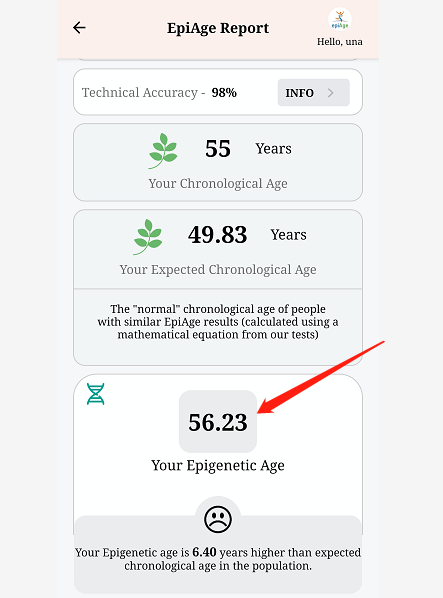 EpiAge Report
epiAge
Hello, una
Technical Accuracy - 98%
INFO
55 Years
Your Chronological Age
49.83 Years
Your Expected Chronological Age
The "normal" chronological age of people
with similar EpiAge results (calculated using a
mathematical equation from our tests)
56.23
Your Epigenetic Age
Your Epigenetic age is 6.40 years higher than expected
chronological age in the population.